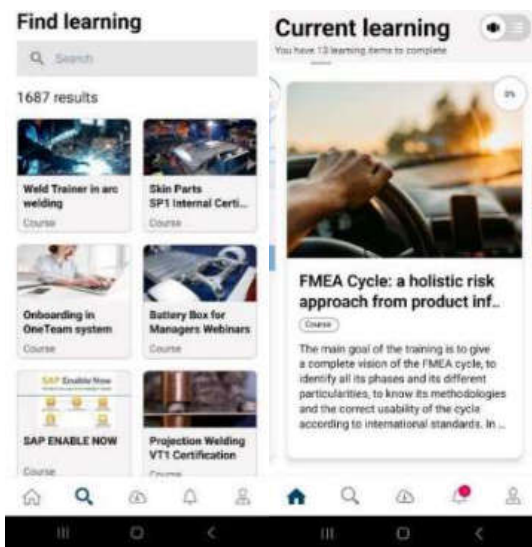 Find learning
Search
1687 results
Weld Trainer in arc
welding
Course
Skin Parts
SP1 Internal Certi...
Course
Onboarding in
OneTeam system
Course
Battery Box for
Managers Webinars
Course
SAP Enable Now
SAP ENABLE NOW
Course
Projection Welding
VT1 Certification
Course
Current learning
You have 13 learning items to complete
0%
FMEA Cycle: a holistic risk
approach from product inf..
Course
The main goal of the training is to give
a complete vision of the FMEA cycle, to
identify all its phases and its different
particularities, to know its methodologies
and the correct usability of the cycle
according to international standards. In ...